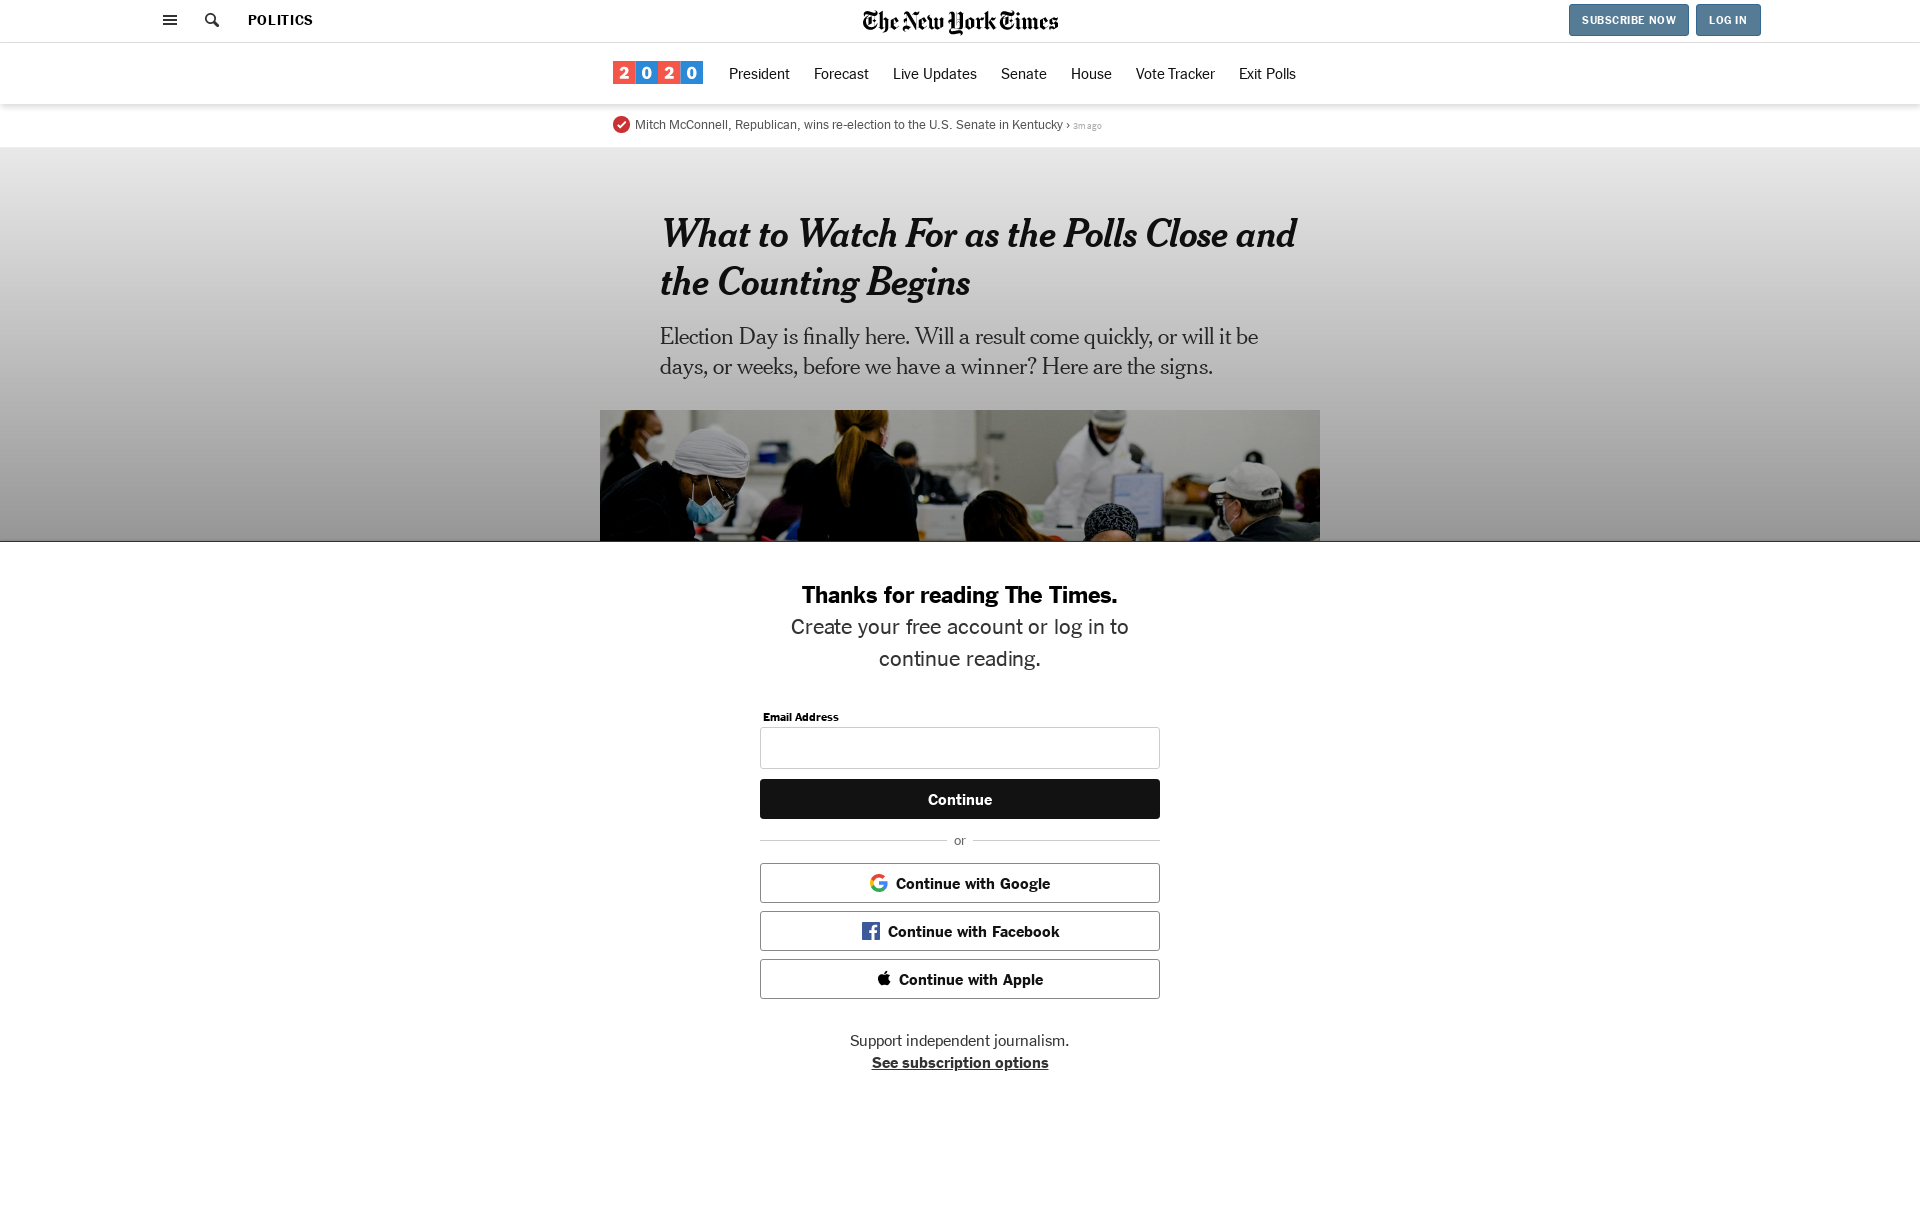 POLITICS
The New York Times
SUBSCRIBE NOW
LOG IN
2020
President
Forecast
Live Updates
Senate
House
Vote Tracker
Exit Polls
Mitch McConnell, Republican, wins re-election to the U.S. Senate in Kentucky › 3m ago
What to Watch For as the Polls Close and
the Counting Begins
Election Day is finally here. Will a result come quickly, or will it be
days, or weeks, before we have a winner? Here are the signs.
Thanks for reading The Times.
Create your free account or log in to
continue reading.
Email Address
Continue
or
Continue with Google
Continue with Facebook
Continue with Apple
Support independent journalism.
See subscription options